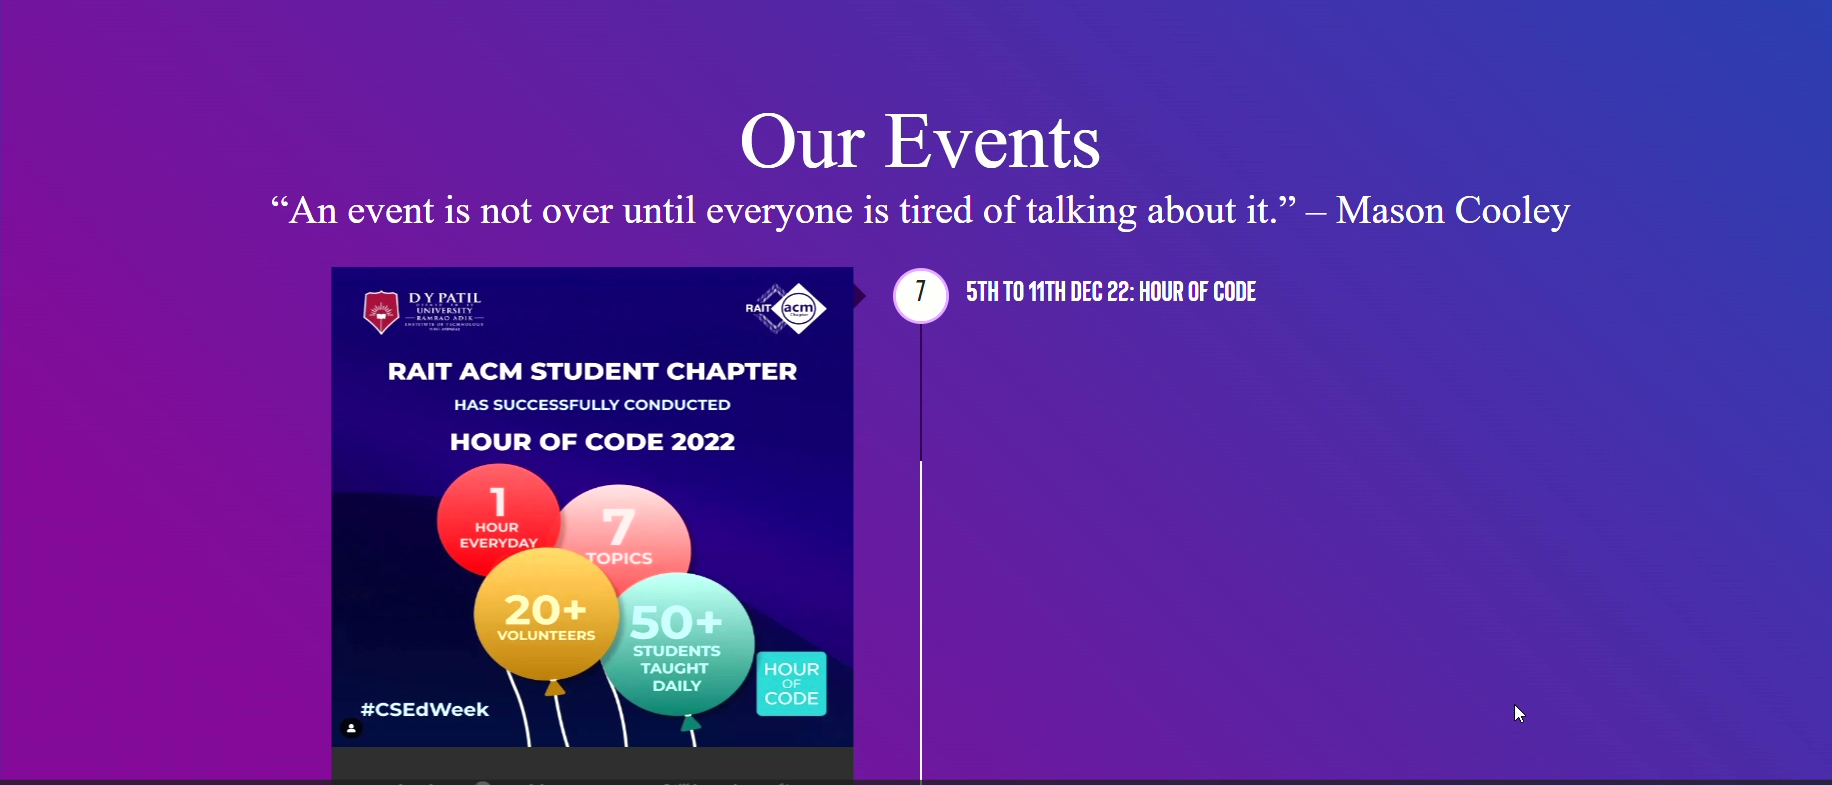 Our Events
“An event is not over until everyone is tired of talking about it.” – Mason Cooley
D Y PATIL
UNIVERSITY
RAMRAO ADIK
INSTITUTE OF TECHNOLOGY
RAIT acm
Chapter
7
5TH TO 11TH DEC 22: HOUR OF CODE
RAIT ACM STUDENT CHAPTER
HAS SUCCESSFULLY CONDUCTED
HOUR OF CODE 2022
1
HOUR
EVERYDAY
7
TOPICS
20+
VOLUNTEERS
50+
STUDENTS
TAUGHT
DAILY
HOUR
OF
CODE
#CSEdWeek